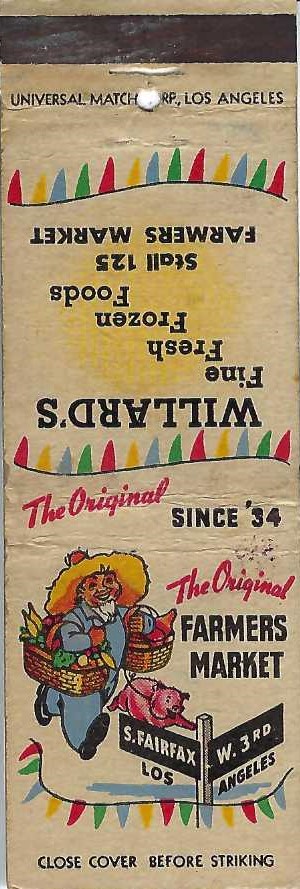 UNIVERSAL MATCH RP., LOS ANGELES
WILLARD'S
Fine
Fresh
Frozen
Foods
Stall 125
FARMERS MARKET
The Original
SINCE '34
The Original
FARMERS
MARKET
S. FAIRFAX
W. 3RD
LOS ANGELES
CLOSE COVER BEFORE STRIKING